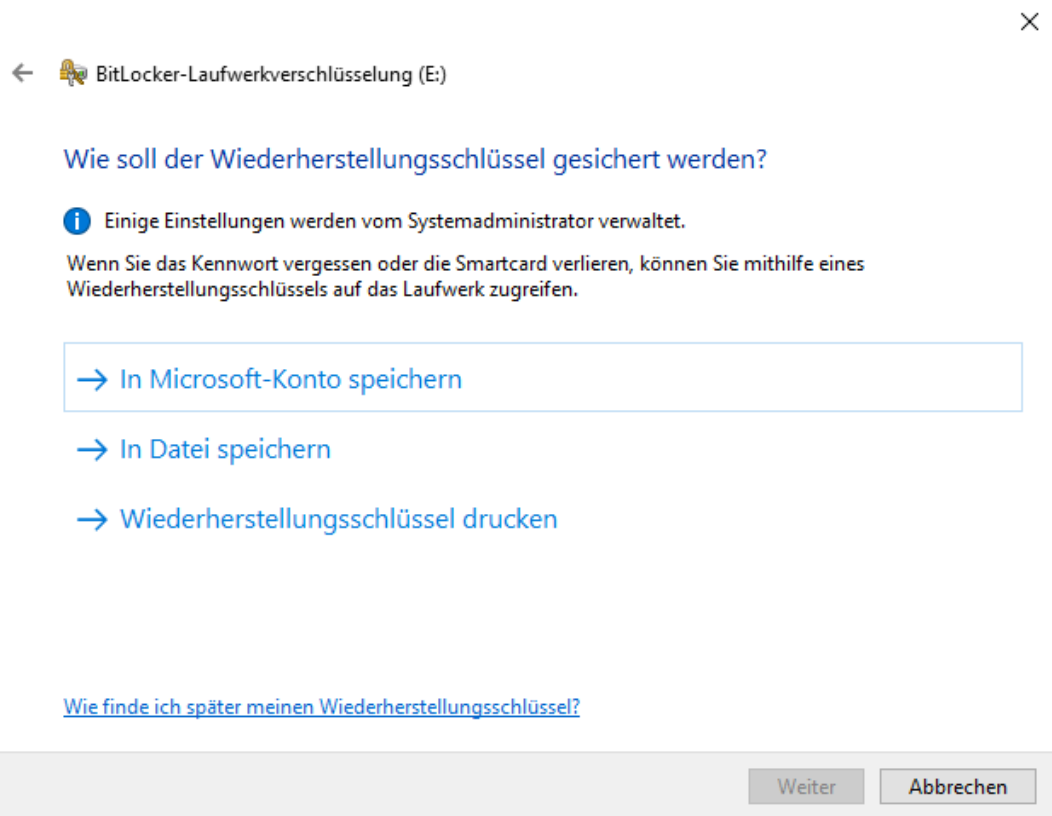 BitLocker-Laufwerkverschlüsselung (E:)
Wie soll der Wiederherstellungsschlüssel gesichert werden?
Einige Einstellungen werden vom Systemadministrator verwaltet.
Wenn Sie das Kennwort vergessen oder die Smartcard verlieren, können Sie mithilfe eines
Wiederherstellungsschlüssels auf das Laufwerk zugreifen.
In Microsoft-Konto speichern
In Datei speichern
Wiederherstellungsschlüssel drucken
Wie finde ich später meinen Wiederherstellungsschlüssel?
Weiter
Abbrechen